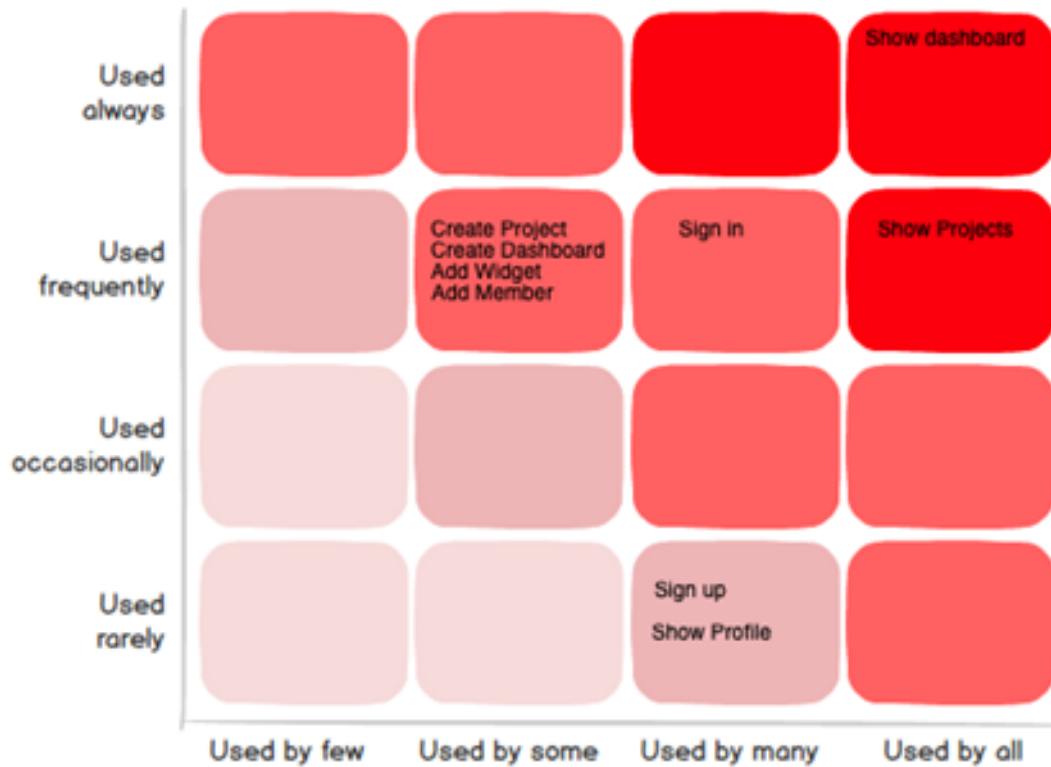 Used
always
Show dashboard
Used
frequently
Create Project
Create Dashboard
Add Widget
Add Member
Sign in
Show Projects
Used
occasionally
Used
rarely
Sign up
Show Profile
Used by few
Used by some
Used by many
Used by all